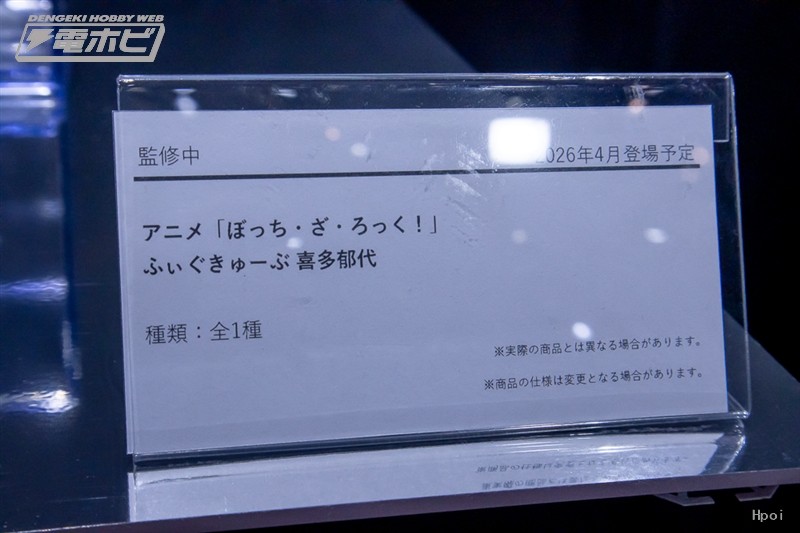 DENGEKI HOBBY WEB
電ホビ
監修中
2026年4月登場予定
アニメ「ぼっち・ざ・ろっく！」
ふぃぐきゅーぶ 喜多郁代
種類：全1種
※実際の商品とは異なる場合があります。
※商品の仕様は変更となる場合があります。
Hpoi